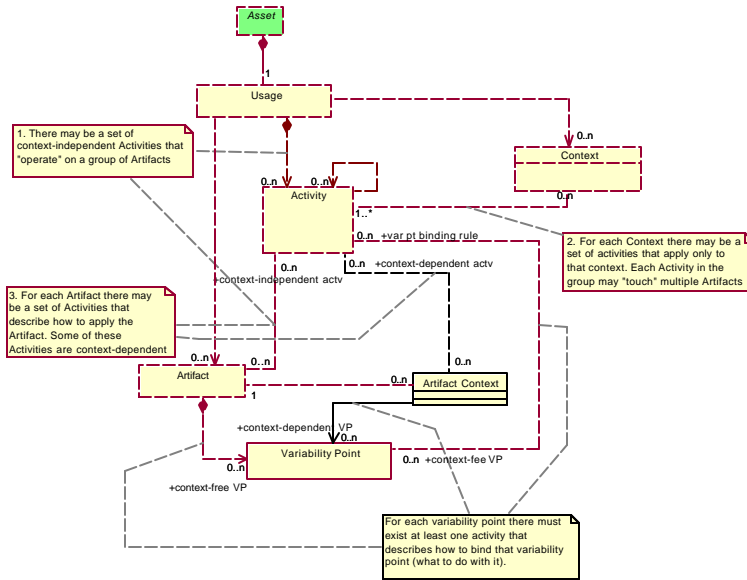 Asset
1
Usage
0..n
1. There may be a set of
context-independent Activities that
"operate" on a group of Artifacts
Context
0..n
0..n
0..n
Activity
1..*
0..n +var pt binding rule
2. For each Context there may be a
set of activities that apply only to
that context. Each Activity in the
group may "touch" multiple Artifacts
0..n
0..n +context-dependent actv
+context-independent actv
3. For each Artifact there may
be a set of Activities that
describe how to apply the
Artifact. Some of these
Activities are context-dependent
0..n
0..n
0..n
Artifact
0..n
Artifact Context
1
+context-dependent VP
0..n
Variability Point
0..n
0..n +context-fee VP
+context-free VP
For each variability point there must
exist at least one activity that
describes how to bind that variability
point (what to do with it).